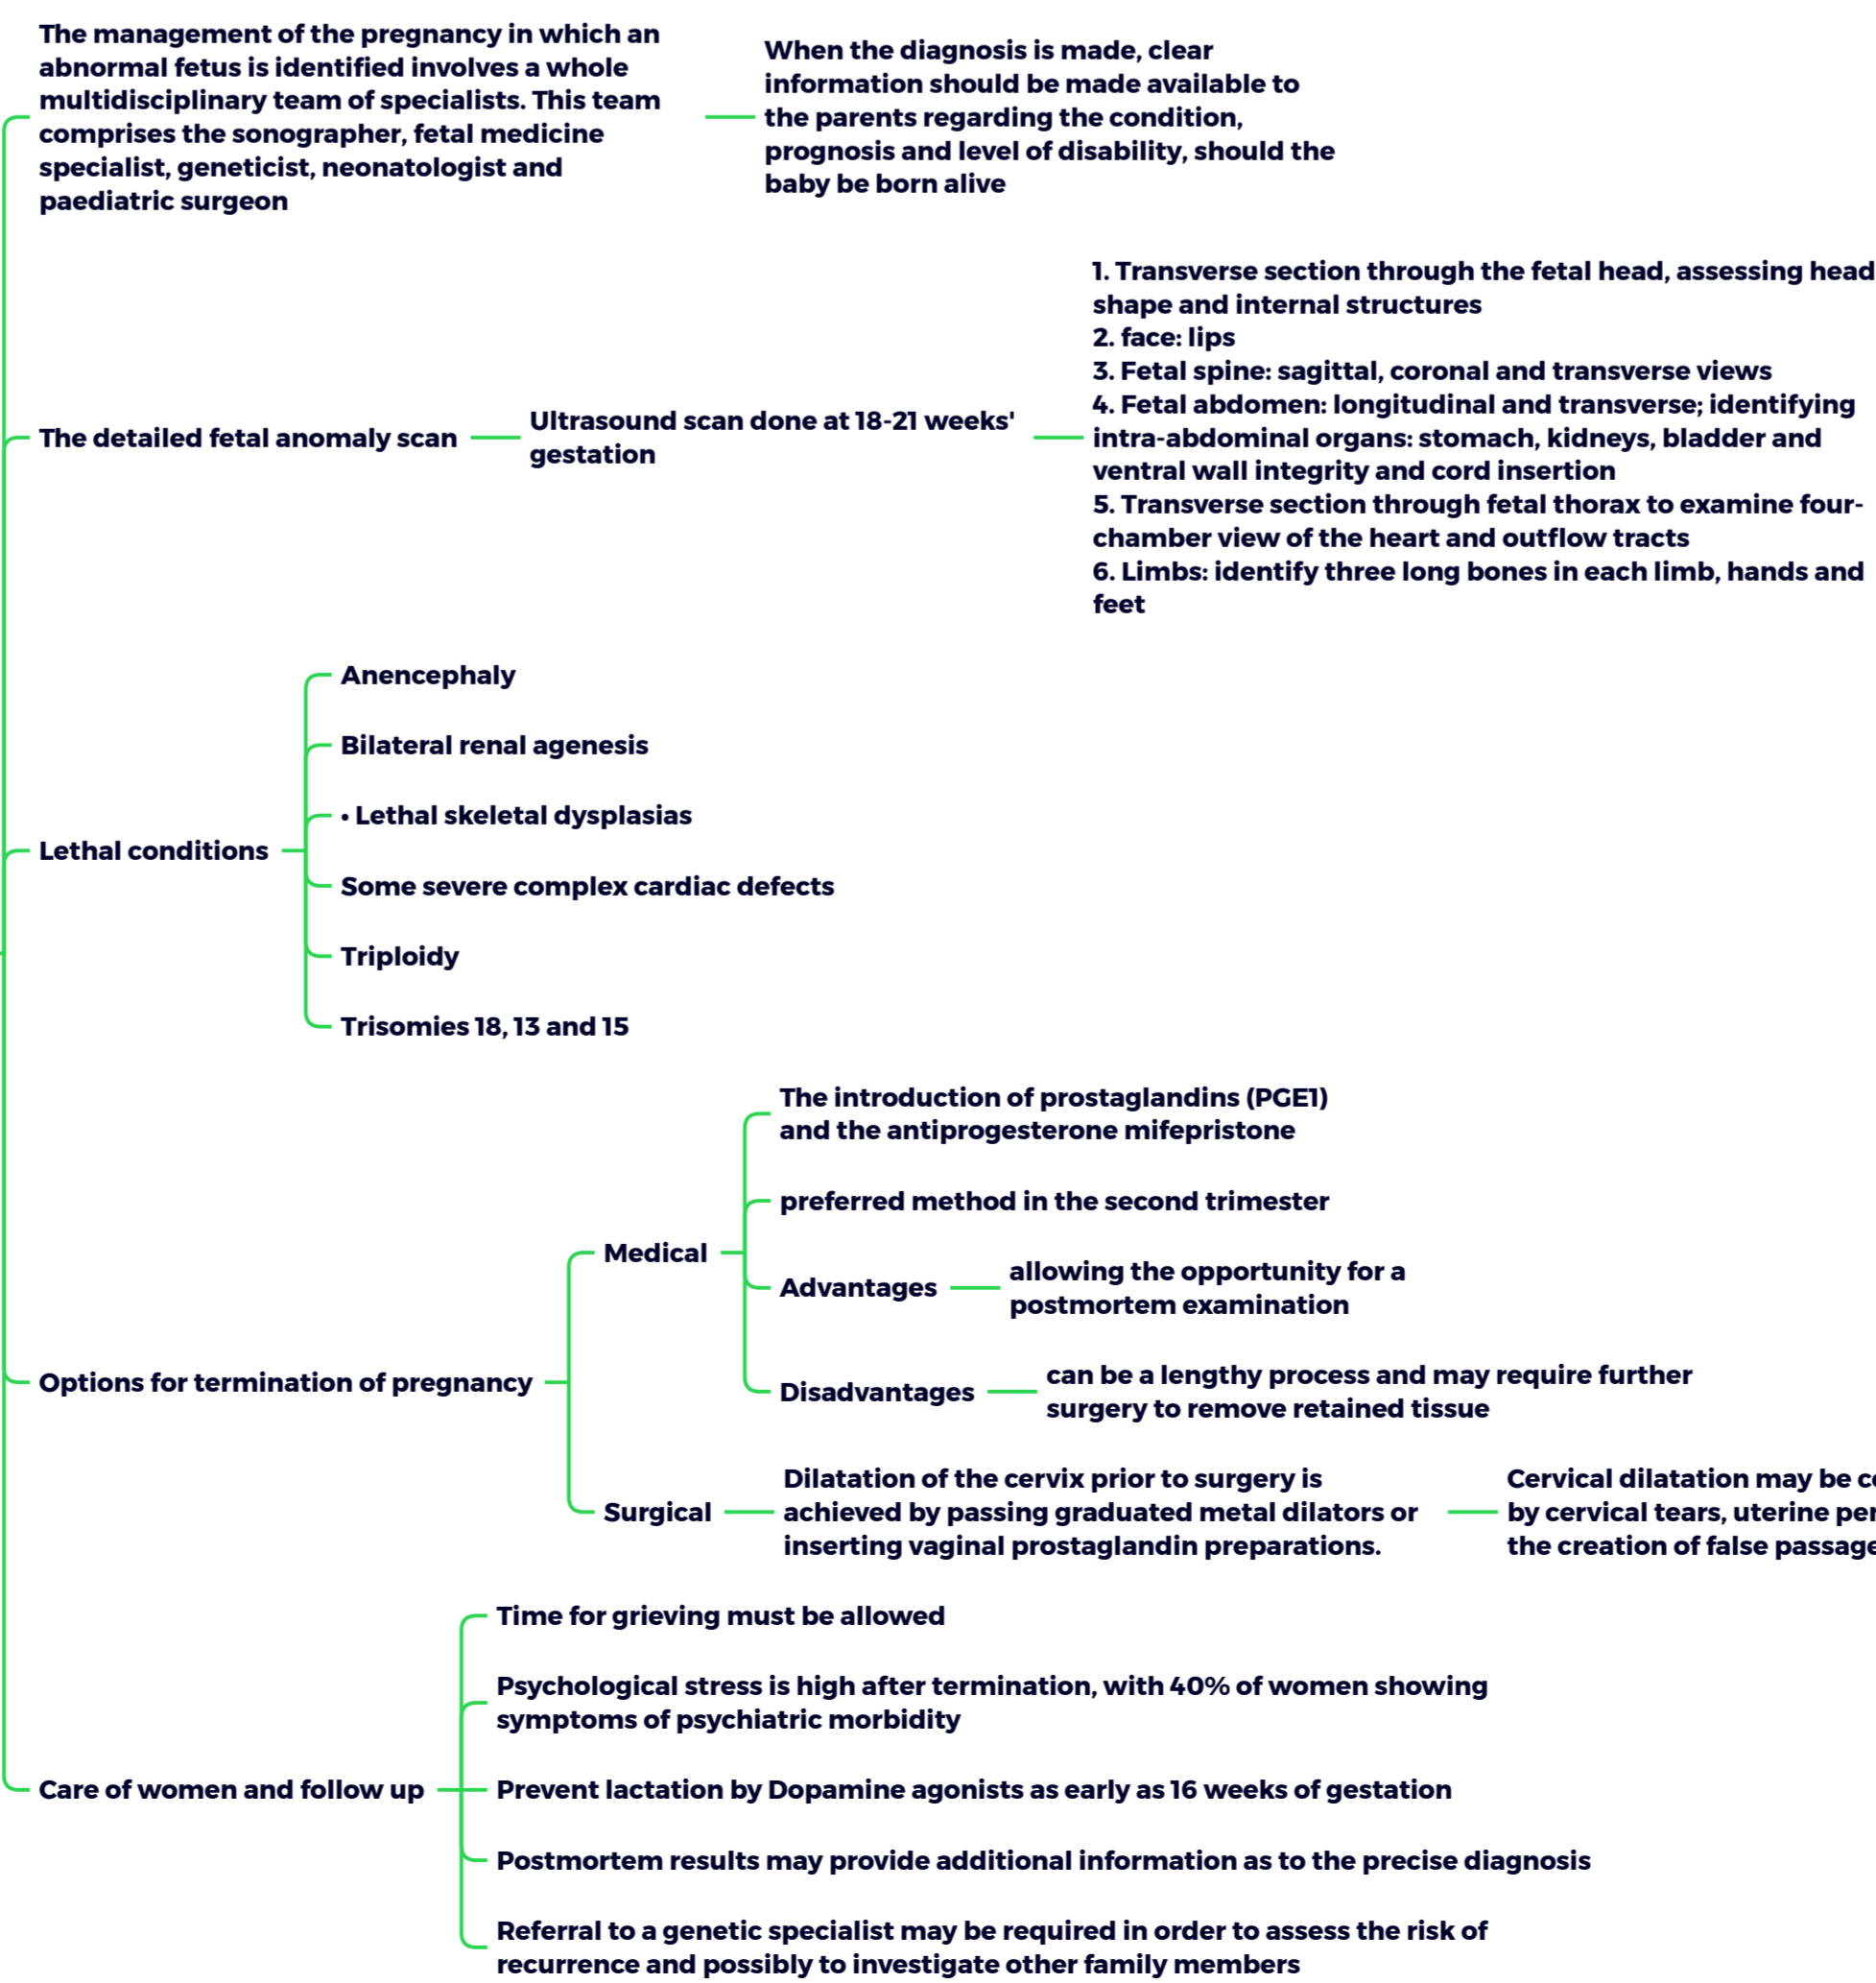 The management of the pregnancy in which an
abnormal fetus is identified involves a whole
multidisciplinary team of specialists. This team
comprises the sonographer, fetal medicine
specialist, geneticist, neonatologist and
paediatric surgeon
When the diagnosis is made, clear
information should be made available to
the parents regarding the condition,
prognosis and level of disability, should the
baby be born alive
The detailed fetal anomaly scan
Ultrasound scan done at 18-21 weeks'
gestation
1. Transverse section through the fetal head, assessing head
shape and internal structures
2. face: lips
3. Fetal spine: sagittal, coronal and transverse views
4. Fetal abdomen: longitudinal and transverse; identifying
intra-abdominal organs: stomach, kidneys, bladder and
ventral wall integrity and cord insertion
5. Transverse section through fetal thorax to examine four-
chamber view of the heart and outflow tracts
6. Limbs: identify three long bones in each limb, hands and
feet
Lethal conditions
Anencephaly
Bilateral renal agenesis
• Lethal skeletal dysplasias
Some severe complex cardiac defects
Triploidy
Trisomies 18, 13 and 15
Options for termination of pregnancy
Medical
The introduction of prostaglandins (PGE1)
and the antiprogesterone mifepristone
preferred method in the second trimester
Advantages
allowing the opportunity for a
postmortem examination
Disadvantages
can be a lengthy process and may require further
surgery to remove retained tissue
Surgical
Dilatation of the cervix prior to surgery is
achieved by passing graduated metal dilators or
inserting vaginal prostaglandin preparations.
Cervical dilatation may be
by cervical tears, uterine
the creation of false
Care of women and follow up
Time for grieving must be allowed
Psychological stress is high after termination, with 40% of women showing
symptoms of psychiatric morbidity
Prevent lactation by Dopamine agonists as early as 16 weeks of gestation
Postmortem results may provide additional information as to the precise diagnosis
Referral to a genetic specialist may be required in order to assess the risk of
recurrence and possibly to investigate other family members